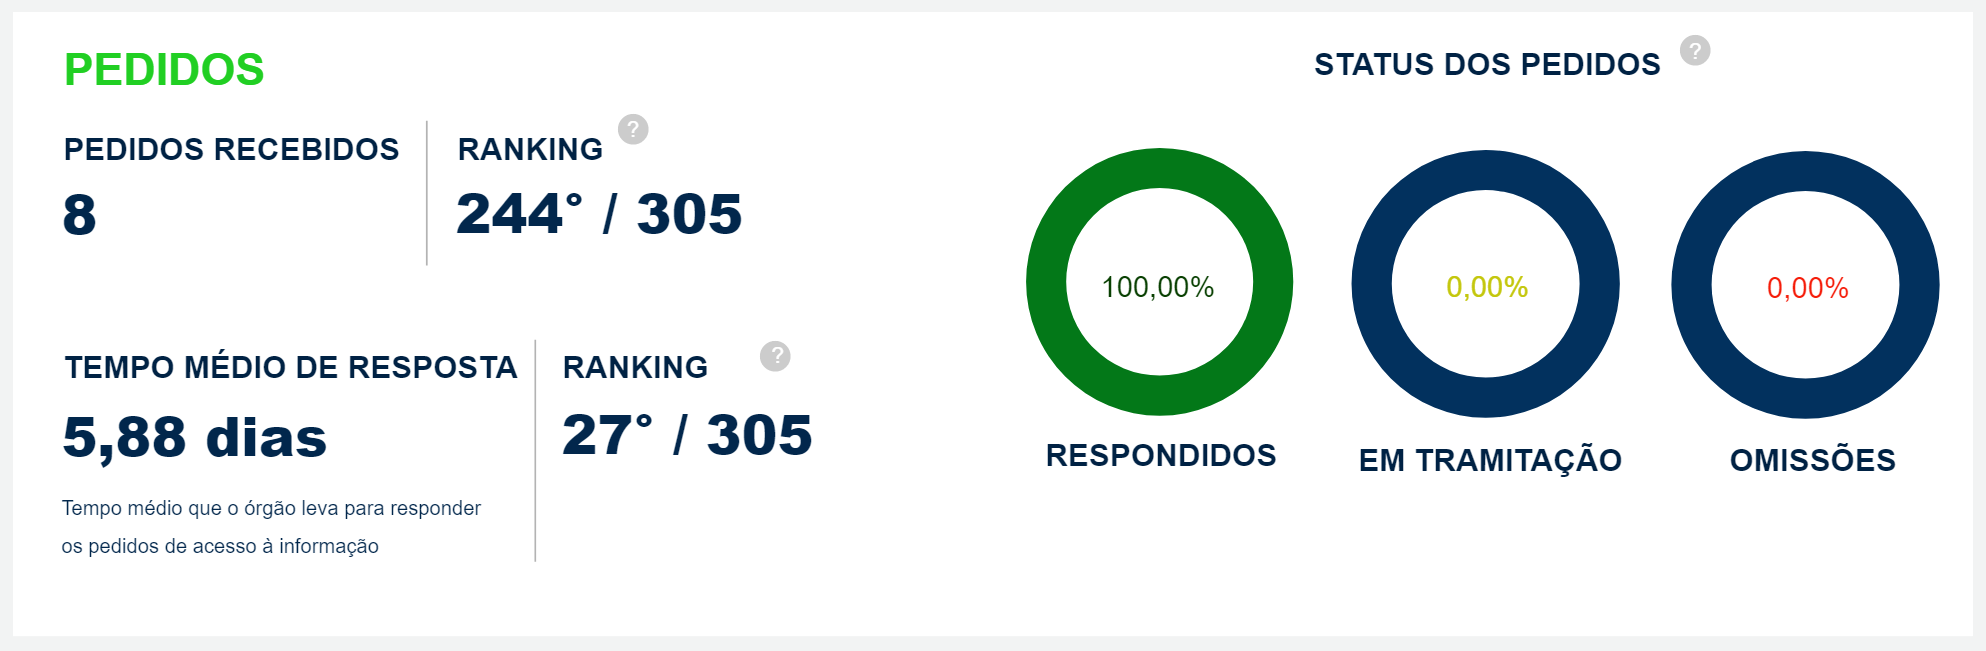 PEDIDOS
PEDIDOS RECEBIDOS
8
RANKING ?
244° / 305
TEMPO MÉDIO DE RESPOSTA
5,88 dias
Tempo médio que o órgão leva para responder
os pedidos de acesso à informação
RANKING ?
27° / 305
STATUS DOS PEDIDOS ?
100,00%
RESPONDIDOS
0,00%
EM TRAMITAÇÃO
0,00%
OMISSÕES